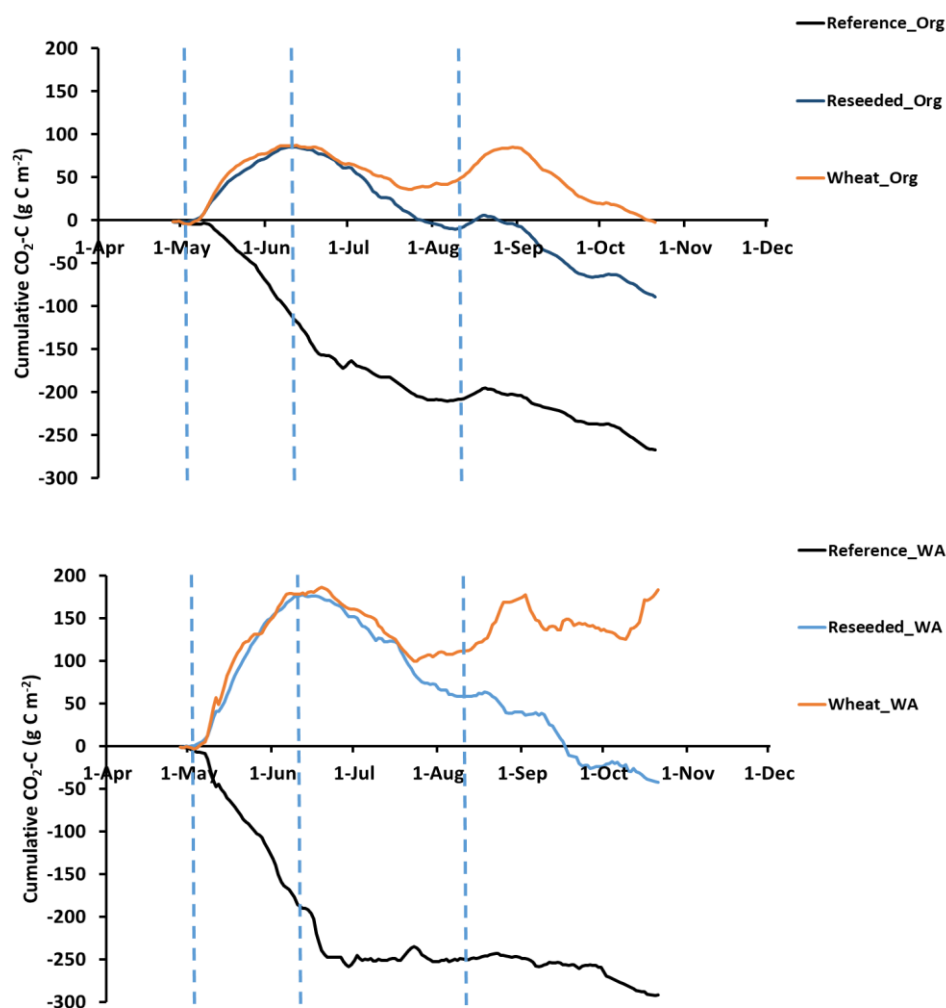 Reference_Org
200
150
Reseeded_Org
100
50
Wheat_Org
0
1-Apr 1-May 1-Jun 1-Jul 1-Aug 1-Sep 1-Oct 1-Nov 1-Dec
-50
-100
-150
-200
-250
-300
Cumulative CO₂-C (g C m⁻²)
Reference_WA
200
150
Reseeded_WA
100
50
Wheat_WA
0
1-Apr 1-May 1-Jun 1-Jul 1-Aug 1-Sep 1-Oct 1-Nov 1-Dec
-50
-100
-150
-200
-250
-300
Cumulative CO₂-C (g C m⁻²)